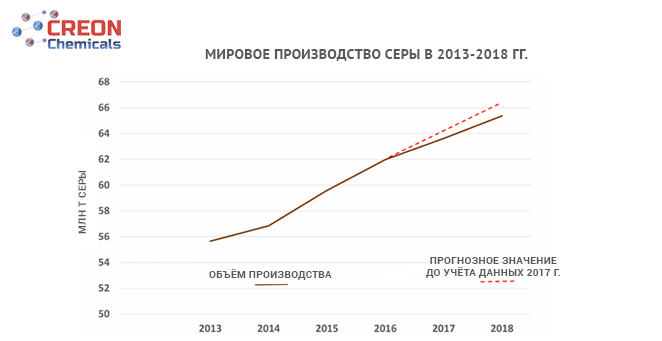 CREON
Chemicals
МИРОВОЕ ПРОИЗВОДСТВО СЕРЫ В 2013-2018 ГГ.
68
66
64
62
60
58
56
54
52
50
МЛН Т СЕРЫ
ОБЪЁМ ПРОИЗВОДСТВА
ПРОГНОЗНОЕ ЗНАЧЕНИЕ
ДО УЧЁТА ДАННЫХ 2017 Г.
2013 2014 2015 2016 2017 2018